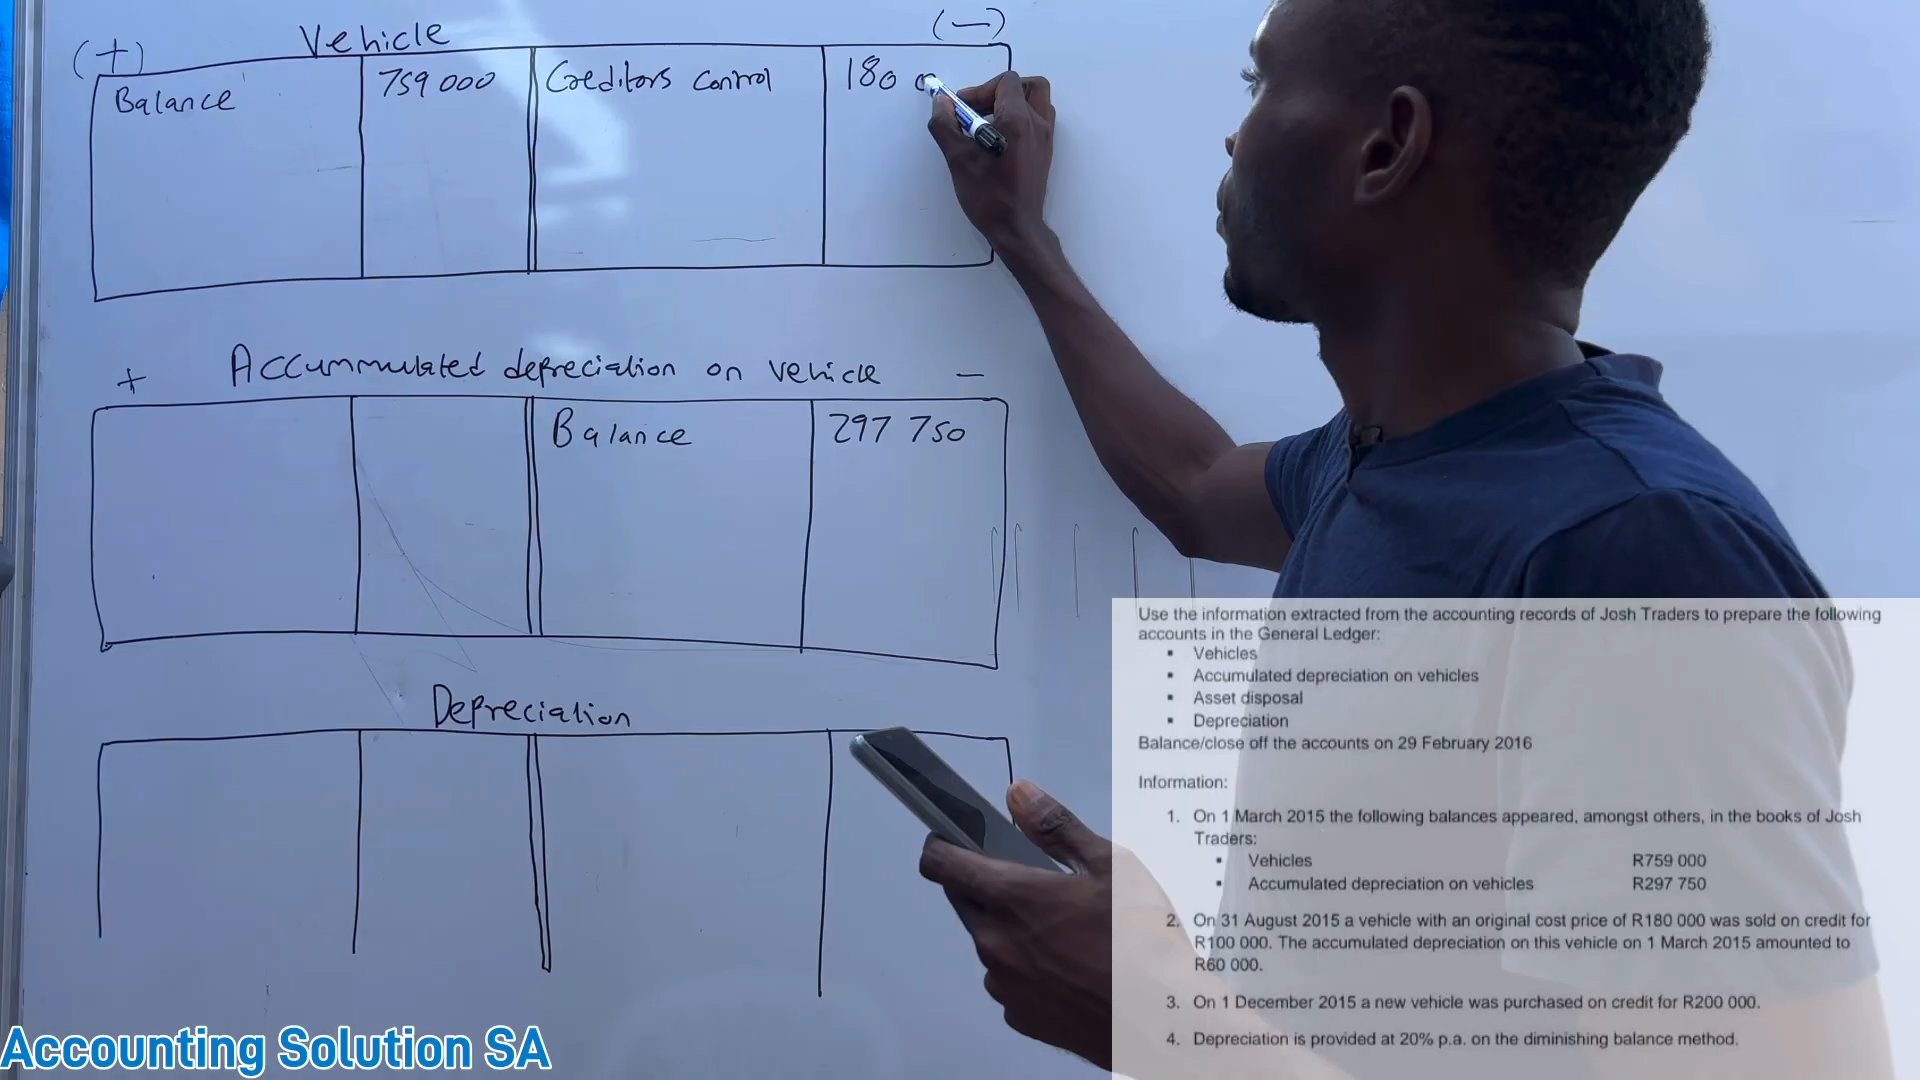 (+) Vehicle (-)
Balance 759 000 Creditors control 180 0
+ Accummulated depreciation on vehicle -
Balance 297 750
Depreciation
Use the information extracted from the accounting records of Josh Traders to prepare the following
accounts in the General Ledger:
▪ Vehicles
▪ Accumulated depreciation on vehicles
▪ Asset disposal
▪ Depreciation
Balance/close off the accounts on 29 February 2016
Information:
1. On 1 March 2015 the following balances appeared, amongst others, in the books of Josh
Traders:
• Vehicles R759 000
• Accumulated depreciation on vehicles R297 750
2. On 31 August 2015 a vehicle with an original cost price of R180 000 was sold on credit for
R100 000. The accumulated depreciation on this vehicle on 1 March 2015 amounted to
R60 000.
3. On 1 December 2015 a new vehicle was purchased on credit for R200 000.
4. Depreciation is provided at 20% p.a. on the diminishing balance method.
Accounting Solution SA